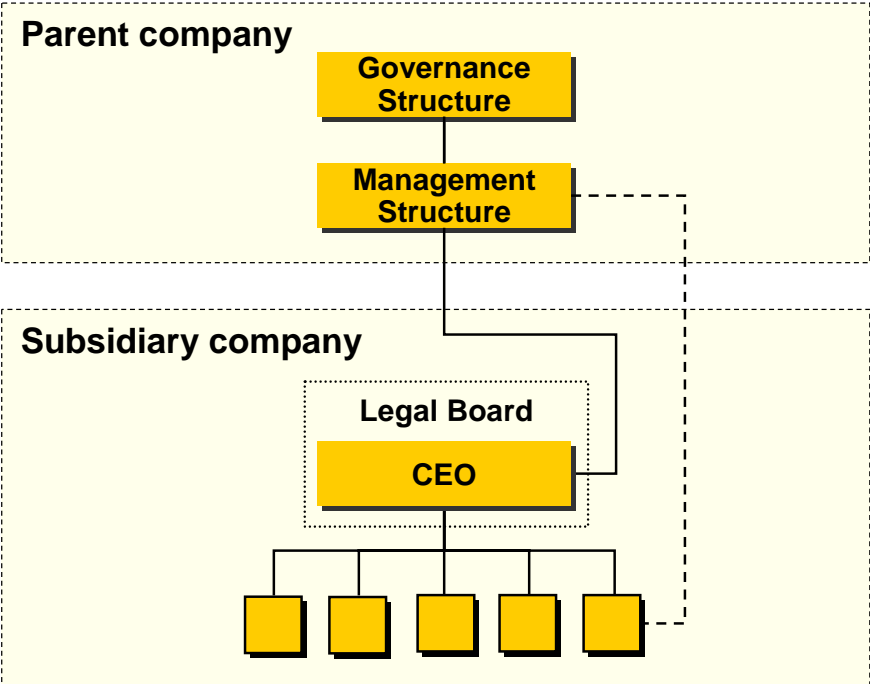 Parent company
Governance
Structure
Management
Structure
Subsidiary company
Legal Board
CEO